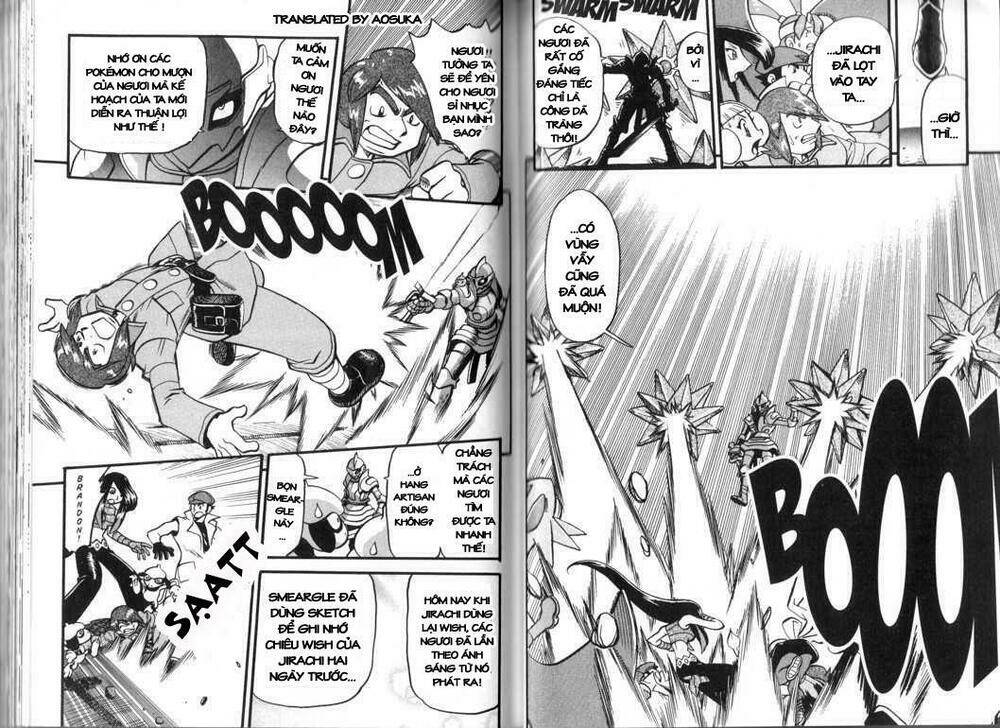 ...GIỜ
THÌ...
...JIRACHI
ĐÃ LỌT
VÀO TAY
TA...
BỞI
VÌ ...
SWARM SWARM
CÁC
NGƯƠI ĐÃ
RẤT CỐ
GẮNG
ĐÁNG TIẾC
CHỈ LÀ
CÔNG DÃ
TRÀNG
THÔI!
...CÓ
VÙNG
VẪY
CŨNG
ĐÃ QUÁ
MUỘN!
BOOOM
TRANSLATED BY AOSUKA
NGƯƠI
TƯỞNG TA
SẼ ĐỂ YÊN
CHO NGƯƠI
SỈ NHỤC
BẠN MÌNH
SAO?
MUỐN
TA CẢM
ƠN
NGƯƠI
THẾ
NÀO
ĐÂY?
NHỚ ƠN CÁC
POKÉMON CHO MƯỢN
CỦA NGƯƠI MÀ KẾ
HOẠCH CỦA TA MỚI
DIỄN RA THUẬN LỢI
NHƯ THẾ !
BOOOOOM
CHẲNG
TRÁCH
MÀ CÁC
NGƯƠI
TÌM
ĐƯỢC TA
NHANH
THẾ!
...Ở
HANG
ARTISAN
ĐÚNG
KHÔNG?
BỌN
SMEAR-
GLE NÀY
...
BRANDON!
SẠATT
HÔM NAY KHI
JIRACHI DÙNG
LẠI WISH, CÁC
NGƯƠI ĐÃ LẦN
THEO ÁNH
SÁNG TỪ NÓ
PHÁT RA!
SMEARGLE ĐÃ
DÙNG SKETCH
ĐỂ GHI NHỚ
CHIÊU WISH CỦA
JIRACHI HAI
NGÀY TRƯỚC...